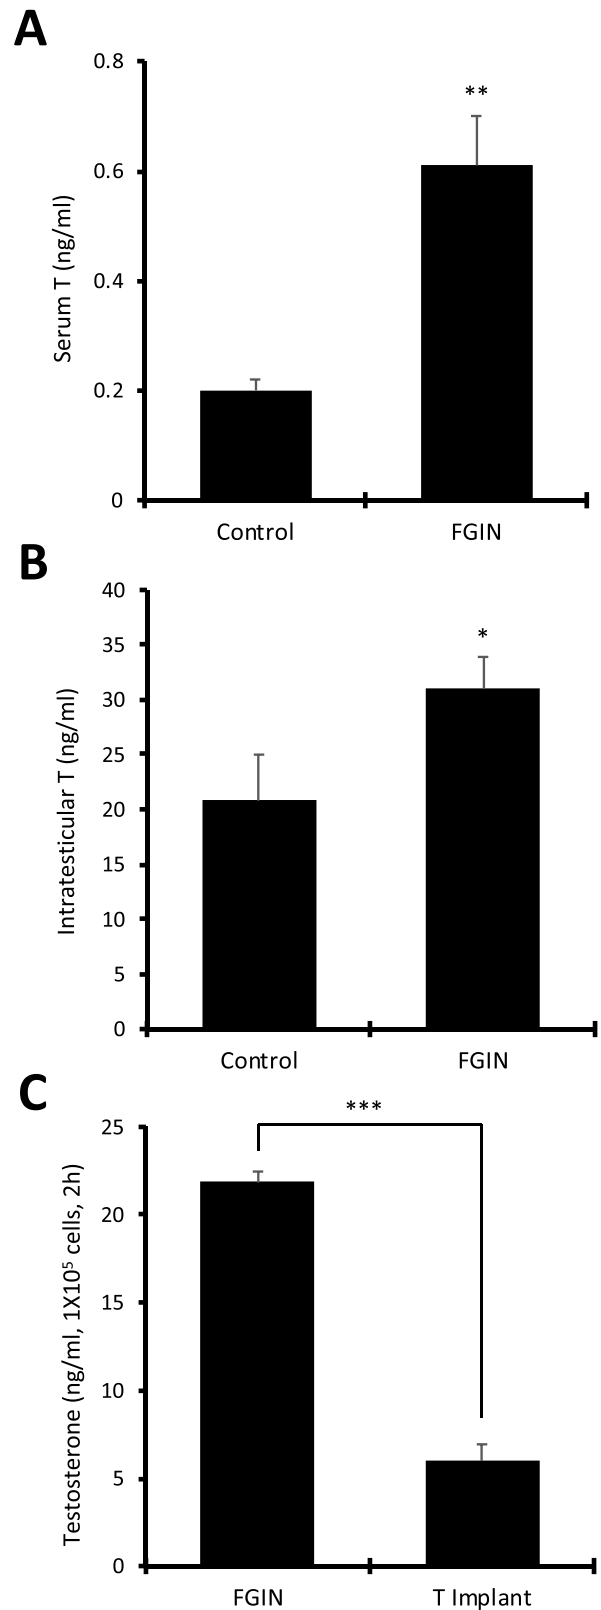 A
0.8
**
0.6
Serum T (ng/ml)
0.4
0.2
0
Control
FGIN
B
40
35
*
30
Intratesticular T (ng/ml)
25
20
15
10
5
0
Control
FGIN
C
***
25
20
Testosterone (ng/ml, 1X10⁵ cells, 2h)
15
10
5
0
FGIN
T Implant